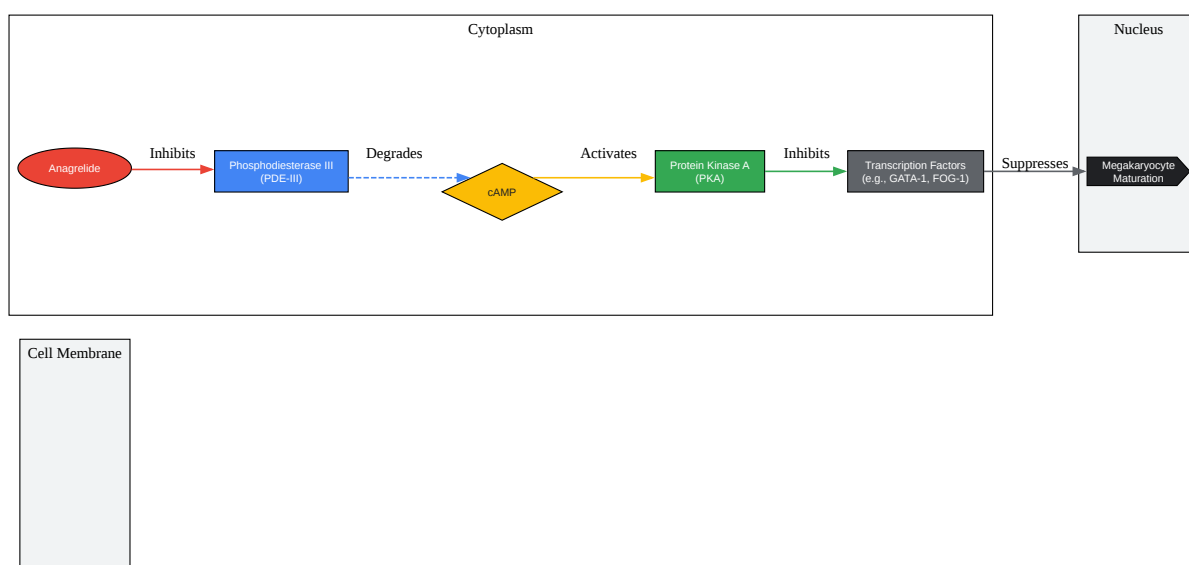 Cytoplasm
Nucleus
Anagrelide
Inhibits
Phosphodiesterase III
(PDE-III)
Degrades
cAMP
Activates
Protein Kinase A
(PKA)
Inhibits
Transcription Factors
(e.g., GATA-1, FOG-1)
Suppresses
Megakaryocyte
Maturation
Cell Membrane